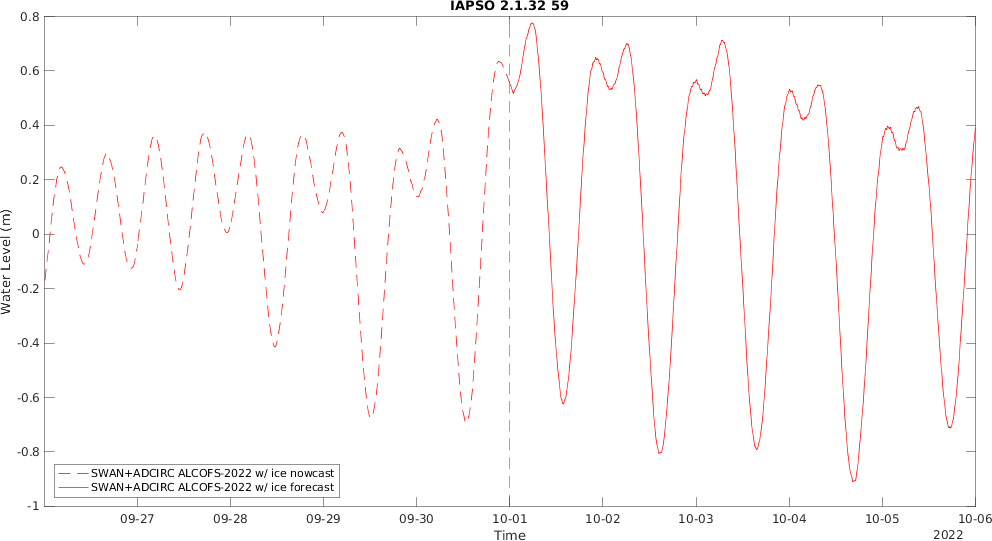 IAPSO 2.1.32 59
0.8
0.6
0.4
0.2
0
-0.2
-0.4
-0.6
-0.8
-1
Water Level (m)
SWAN+ADCIRC ALCOFS-2022 w/ ice nowcast
SWAN+ADCIRC ALCOFS-2022 w/ ice forecast
09-27 09-28 09-29 09-30 10-01 10-02 10-03 10-04 10-05 10-06
Time
2022